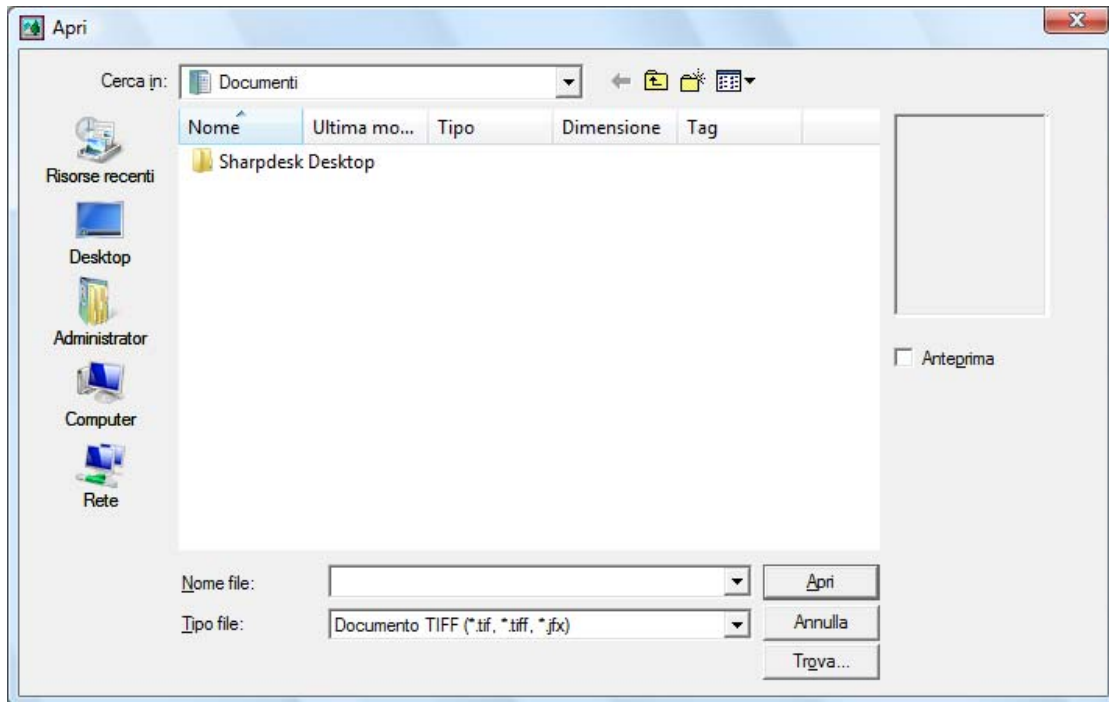 Apri
Cerca in: Documenti
Nome Ultima mo... Tipo Dimensione Tag
Sharpdesk Desktop
Risorse recenti
Desktop
Administrator
Computer
Rete
Anteprima
Nome file: Apri
Tipo file: Documento TIFF (*.tif, *.tiff, *.jfx) Annulla
Trova...